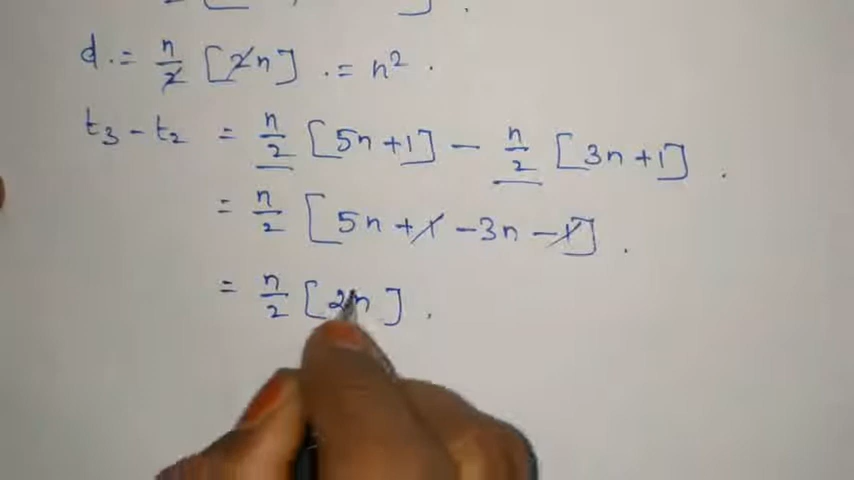 d. = n/2 [2n] . = n² .
t₃ - t₂ = n/2 [5n + 1] - n/2 [3n + 1] .
= n/2 [5n + 1 - 3n - 1] .
= n/2 [2n] .